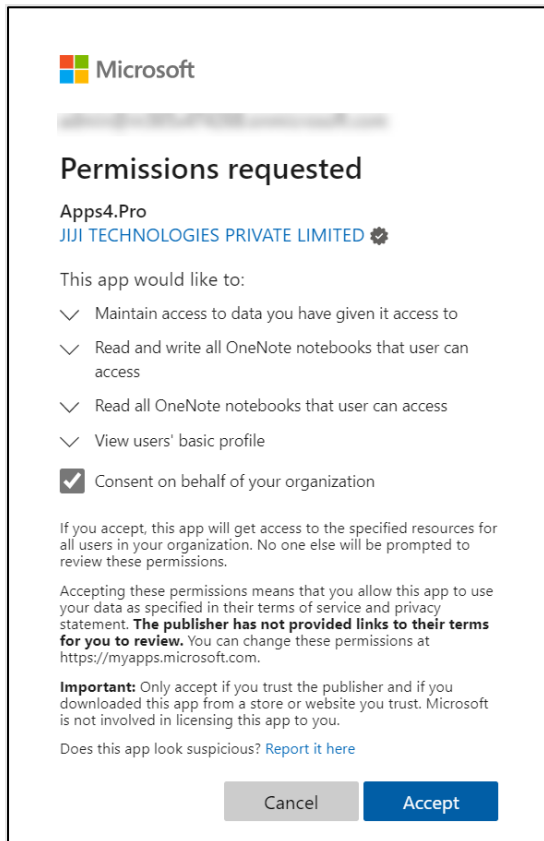 Microsoft
Permissions requested
Apps4.Pro
JIJI TECHNOLOGIES PRIVATE LIMITED
This app would like to:
Maintain access to data you have given it access to
Read and write all OneNote notebooks that user can
access
Read all OneNote notebooks that user can access
View users' basic profile
Consent on behalf of your organization
If you accept, this app will get access to the specified resources for
all users in your organization. No one else will be prompted to
review these permissions.
Accepting these permissions means that you allow this app to use
your data as specified in their terms of service and privacy
statement. The publisher has not provided links to their terms
for you to review. You can change these permissions at
https://myapps.microsoft.com.
Important: Only accept if you trust the publisher and if you
downloaded this app from a store or website you trust. Microsoft
is not involved in licensing this app to you.
Does this app look suspicious? Report it here
Cancel Accept